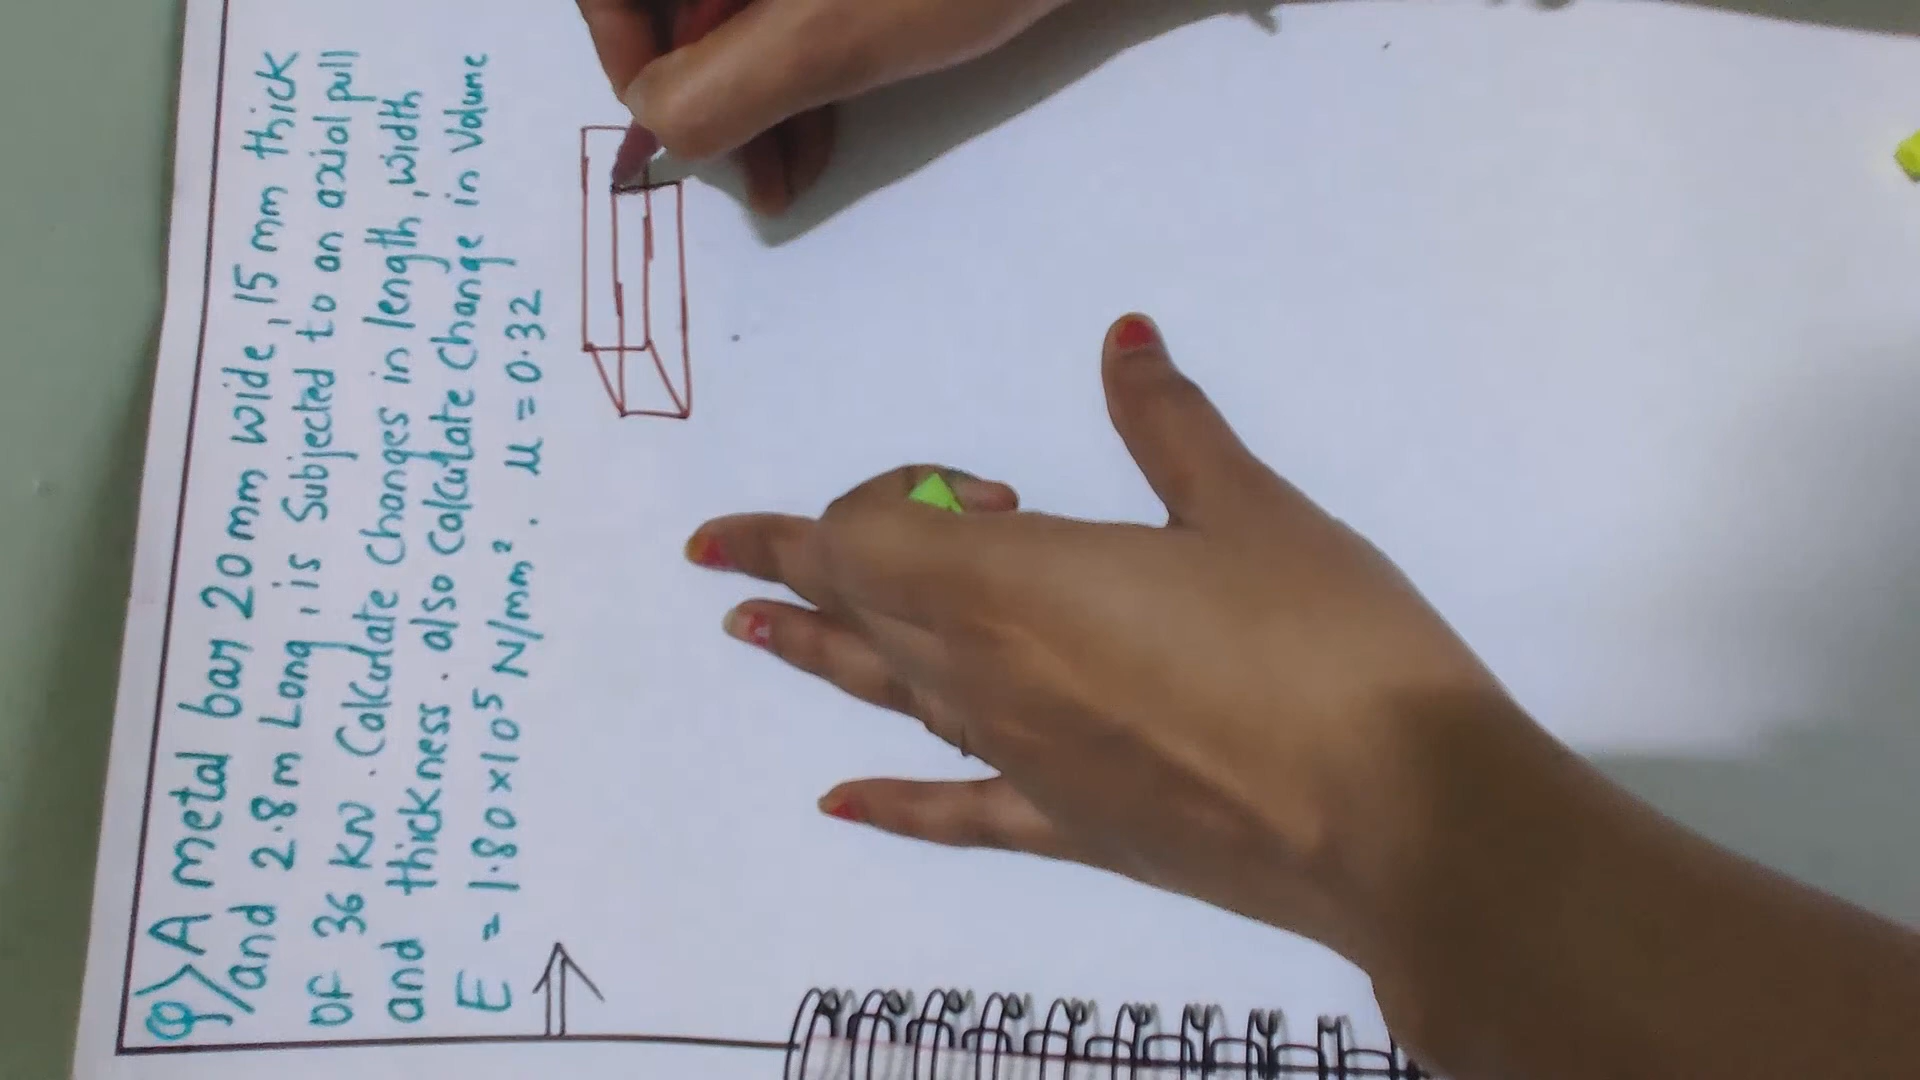 Q) A metal bar 20 mm wide, 15 mm thick
and 2.8 m Long, is Subjected to an axial pull
OF 36 KN. Calculate changes in length, width
and thickness. also calculate change in volume
E = 1.80×10⁵ N/mm². μ = 0.32